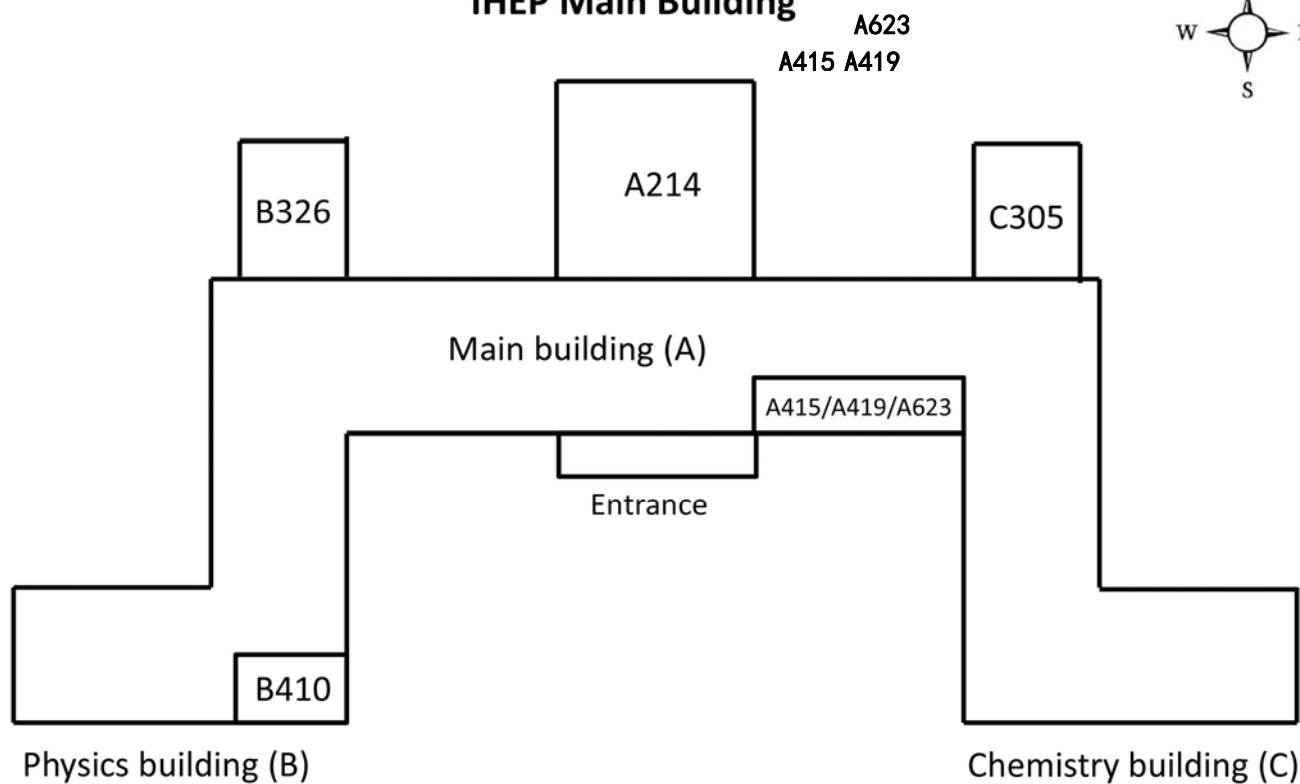 IHEP Main Building
A623
A415 A419
W
S
A214
B326
C305
Main building (A)
A415/A419/A623
Entrance
B410
Physics building (B)
Chemistry building (C)